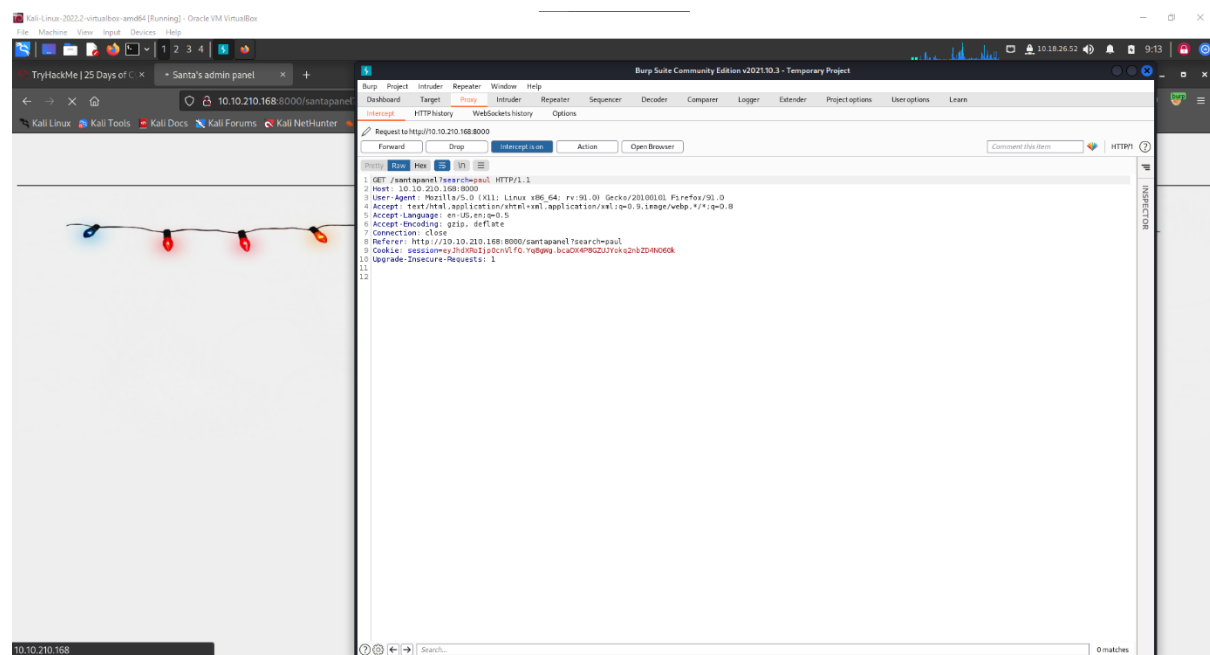 Kali-Linux-2022.2-virtualbox-amd64 [Running] - Oracle VM VirtualBox
File Machine View Input Devices Help
1 2 3 4
10.18.26.52
9:13
TryHackMe | 25 Days of C
Santa's admin panel
10.10.210.168:8000/santapanel
Kali Linux Kali Tools Kali Docs Kali Forums Kali NetHunter
Burp Suite Community Edition v2021.10.3 - Temporary Project
Burp Project Intruder Repeater Window Help
Dashboard Target Proxy Intruder Repeater Sequencer Decoder Comparer Logger Extender Project options User options Learn
Intercept HTTP history WebSockets history Options
Request to http://10.10.210.168:8000
Forward Drop Intercept is on Action Open Browser Comment this item HTTP/1
Pretty Raw Hex \n
1 GET /santapanel?search=paul HTTP/1.1
2 Host: 10.10.210.168:8000
3 User-Agent: Mozilla/5.0 (X11; Linux x86_64; rv:91.0) Gecko/20100101 Firefox/91.0
4 Accept: text/html,application/xhtml+xml,application/xml;q=0.9,image/webp,*/*;q=0.8
5 Accept-Language: en-US,en;q=0.5
6 Accept-Encoding: gzip, deflate
7 Connection: close
8 Referer: http://10.10.210.168:8000/santapanel?search=paul
9 Cookie: session=
10 Upgrade-Insecure-Requests: 1
11
12
INSPECTOR
Search...
0 matches
10.10.210.168